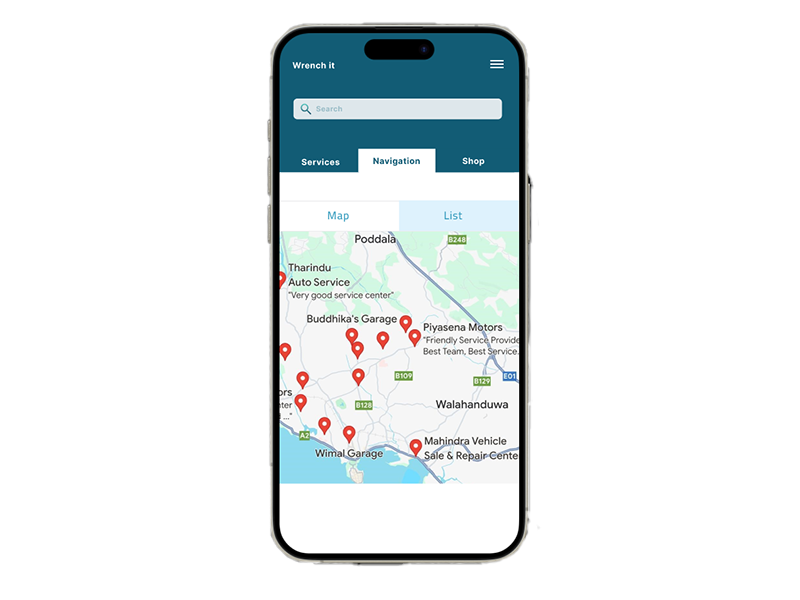 Wrench it
Search
Services
Navigation
Shop
Map
List
Poddala
B248
Tharindu
Auto Service
"Very good service center"
Buddhika's Garage
Piyasena Motors
"Friendly Service Provide
Best Team, Best Service.
B109
B129
E01
ors
nter
..."
B128
Walahanduwa
A2
Wimal Garage
Mahindra Vehicle
Sale & Repair Cente